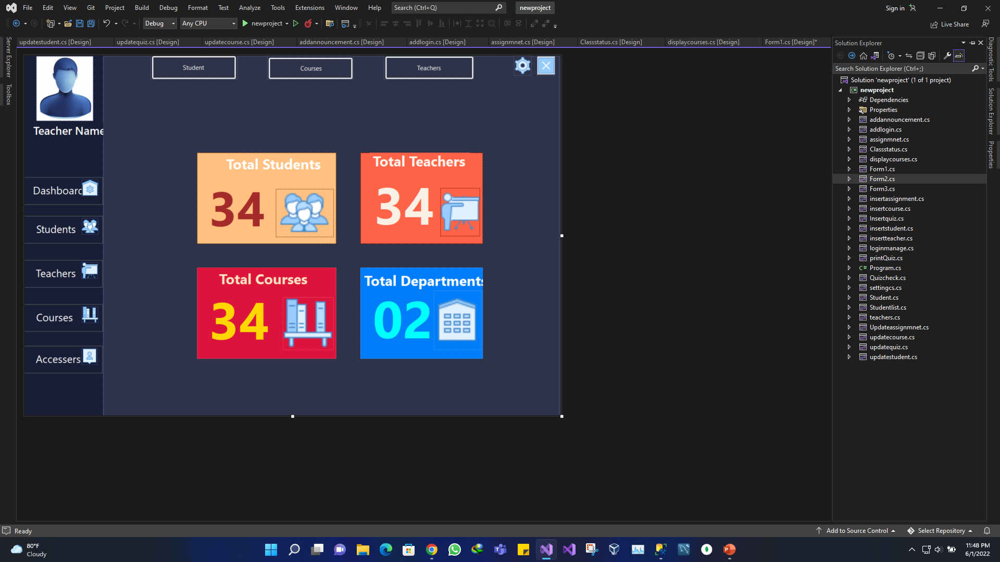 File Edit View Git Project Build Debug Format Test Analyze Tools Extensions Window Help Search (Ctrl+Q) newproject Sign in
Debug Any CPU newproject Live Share
updatestudent.cs [Design] updatequiz.cs [Design] updatecourse.cs [Design] addannouncement.cs [Design] addlogin.cs [Design] assignmnet.cs [Design] Classstatus.cs [Design] displaycourses.cs [Design] Form1.cs [Design]*
Server Explorer
Toolbox
Student Courses Teachers
Teacher Name
Dashboard
Students
Teachers
Courses
Accessers
Total Students
34
Total Teachers
34
Total Courses
34
Total Departments
02
Solution Explorer
Search Solution Explorer (Ctrl+;)
Solution 'newproject' (1 of 1 project)
C# newproject
Dependencies
Properties
addannouncement.cs
addlogin.cs
assignmnet.cs
Classstatus.cs
displaycourses.cs
Form1.cs
Form2.cs
Form3.cs
insertassignment.cs
insertcourse.cs
Insertquiz.cs
insertstudent.cs
insertteacher.cs
loginmanage.cs
printQuiz.cs
C# Program.cs
Quizcheck.cs
settingcs.cs
Student.cs
Studentlist.cs
teachers.cs
Updateassignmnet.cs
updatecourse.cs
updatequiz.cs
updatestudent.cs
Diagnostic Tools
Solution Explorer
Properties
Ready Add to Source Control Select Repository
80°F
Cloudy
11:48 PM
6/1/2022